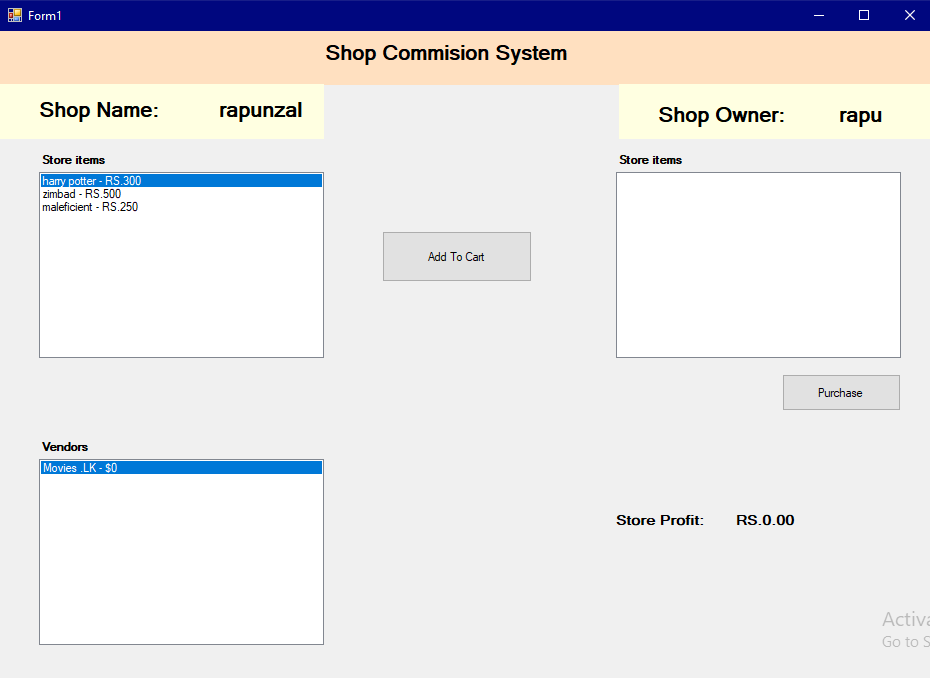 Form1
Shop Commision System
Shop Name: rapunzal
Shop Owner: rapu
Store items
Store items
harry potter - RS.300
zimbad - RS.500
maleficient - RS.250
Add To Cart
Purchase
Vendors
Movies .LK - $0
Store Profit: RS.0.00
Go to